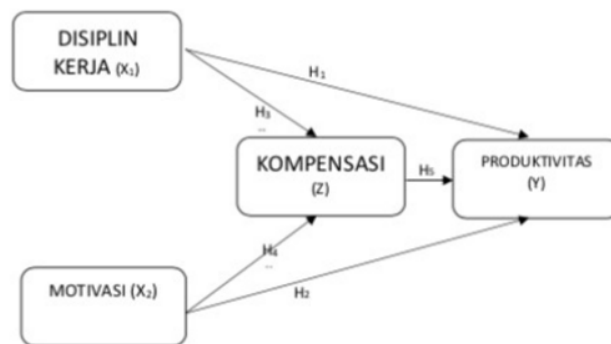 DISIPLIN
KERJA (X₁)
H₁
H₃
..
KOMPENSASI
(Z)
H₅
PRODUKTIVITAS
(Y)
H₄
..
MOTIVASI (X₂)
H₂